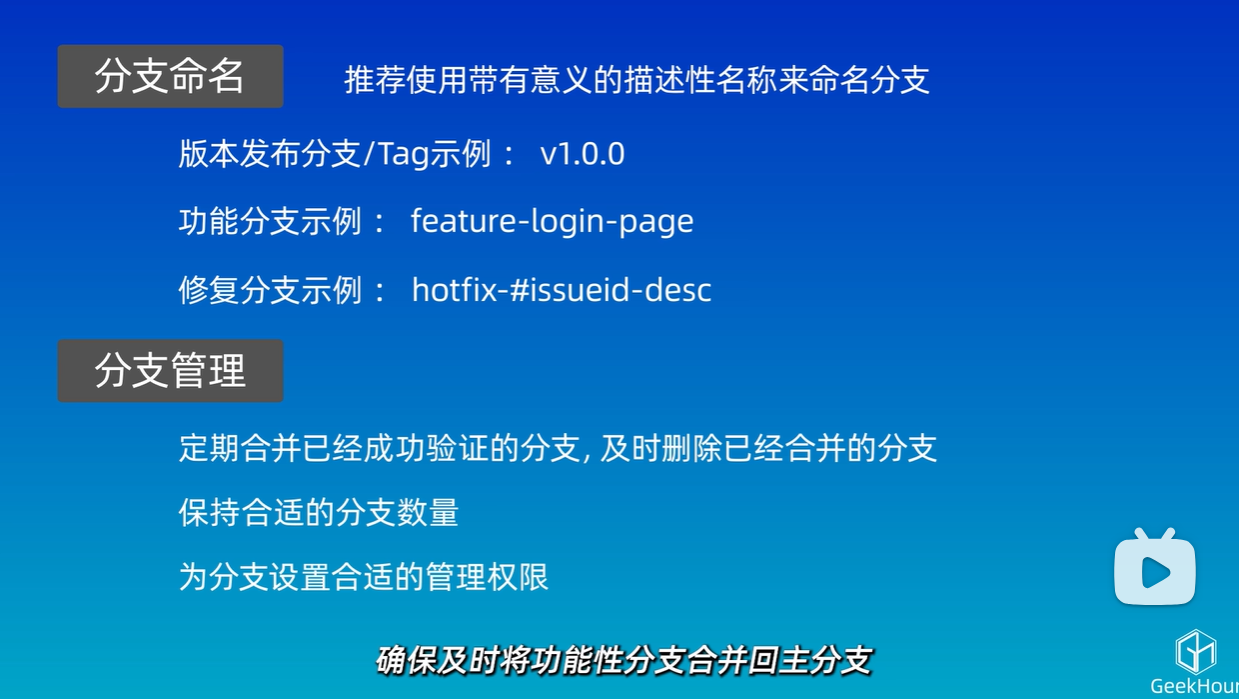 分支命名 推荐使用带有意义的描述性名称来命名分支
版本发布分支/Tag示例： v1.0.0
功能分支示例： feature-login-page
修复分支示例： hotfix-#issueid-desc
分支管理
定期合并已经成功验证的分支, 及时删除已经合并的分支
保持合适的分支数量
为分支设置合适的管理权限
确保及时将功能性分支合并回主分支
GeekHour